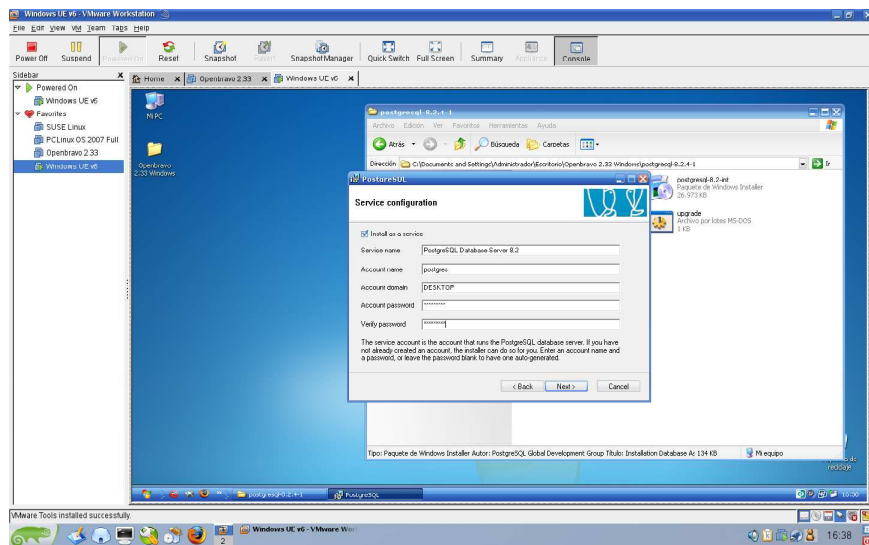 Windows UE v6 - VMware Workstation
File Edit View VM Team Tabs Help
Power Off Suspend Powered On Reset Snapshot Revert Snapshot Manager Quick Switch Full Screen Summary Appliance Console
Sidebar X
Home Openbravo 2.33 Windows UE v6
Powered On
Windows UE v6
Favorites
SUSE Linux
PCLinux OS 2007 Full
Openbravo 2.33
Windows UE v6
Mi PC
Openbravo
2.33 Windows
postgresql-8.2.4-1
Archivo Edición Ver Favoritos Herramientas Ayuda
Atrás Búsqueda Carpetas
Dirección C:\Documents and Settings\Administrador\Escritorio\Openbravo 2.33 Windows\postgresql-8.2.4-1 Ir
postgresql-8.2-int
Paquete de Windows Installer
26.973 KB
upgrade
Archivo por lotes MS-DOS
1 KB
PostgreSQL
Service configuration
Install as a service
Service name PostgreSQL Database Server 8.2
Account name postgres
Account domain DESKTOP
Account password *********
Verify password *********
The service account is the account that runs the PostgreSQL database server. If you have
not already created an account, the installer can do so for you. Enter an account name and
a password, or leave the password blank to have one auto-generated.
< Back Next > Cancel
Tipo: Paquete de Windows Installer Autor: PostgreSQL Global Development Group Título: Installation Database Ar 134 KB Mi equipo
reciclaje
postgresql-8.2.4-1 PostgreSQL
VMware Tools installed successfully.
2 Windows UE v6 - VMware Wor
16:38